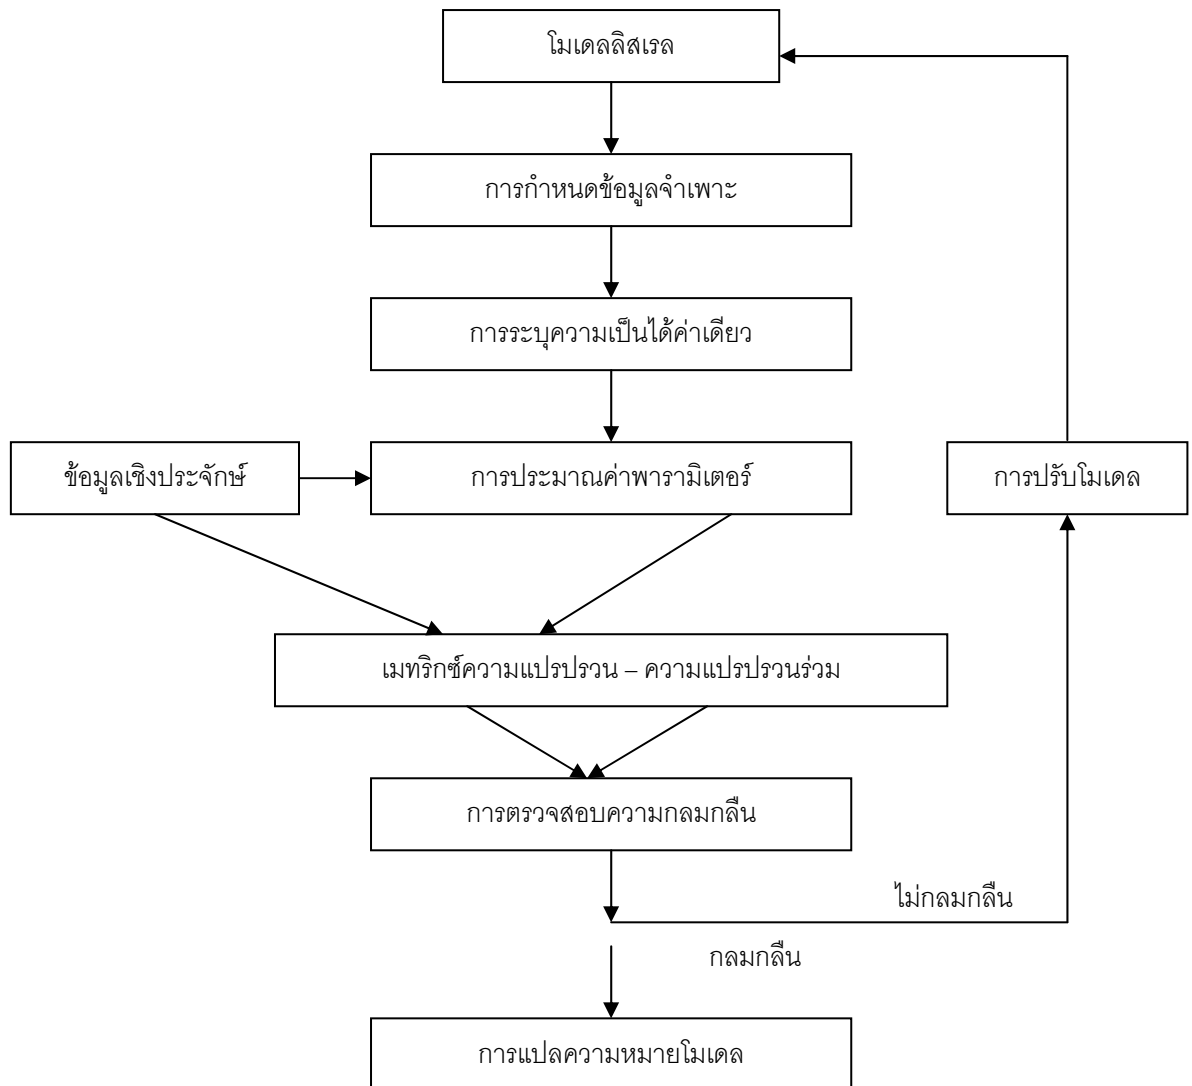 โมเดลลิสเรล
การกำหนดข้อมูลจำเพาะ
การระบุความเป็นได้ค่าเดียว
ข้อมูลเชิงประจักษ์
การประมาณค่าพารามิเตอร์
การปรับโมเดล
เมทริกซ์ความแปรปรวน – ความแปรปรวนร่วม
การตรวจสอบความกลมกลืน
ไม่กลมกลืน
กลมกลืน
การแปลความหมายโมเดล